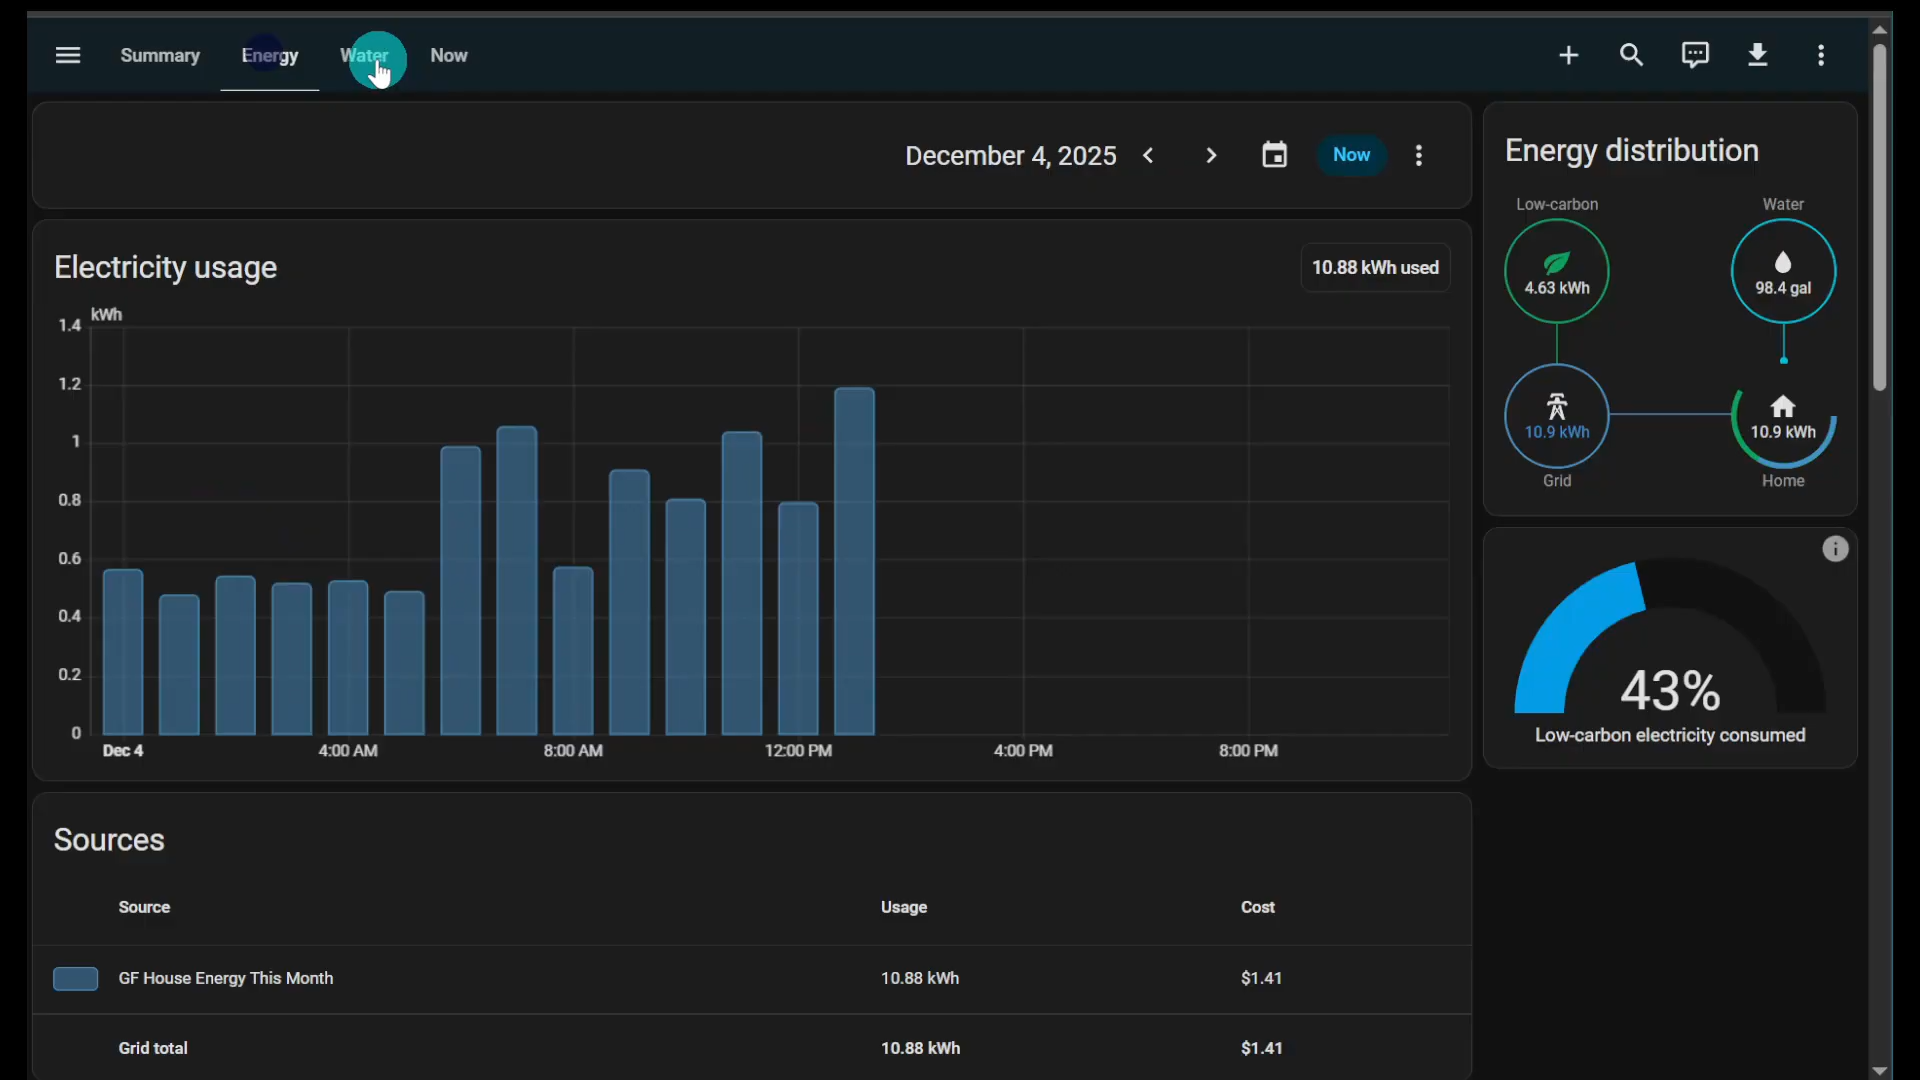 Summary Energy Water Now
December 4, 2025 Now
Electricity usage
10.88 kWh used
kWh
1.4
1.2
1
0.8
0.6
0.4
0.2
0
Dec 4 4:00 AM 8:00 AM 12:00 PM 4:00 PM 8:00 PM
Energy distribution
Low-carbon Water
4.63 kWh 98.4 gal
10.9 kWh 10.9 kWh
Grid Home
43%
Low-carbon electricity consumed
Sources
Source Usage Cost
GF House Energy This Month 10.88 kWh $1.41
Grid total 10.88 kWh $1.41